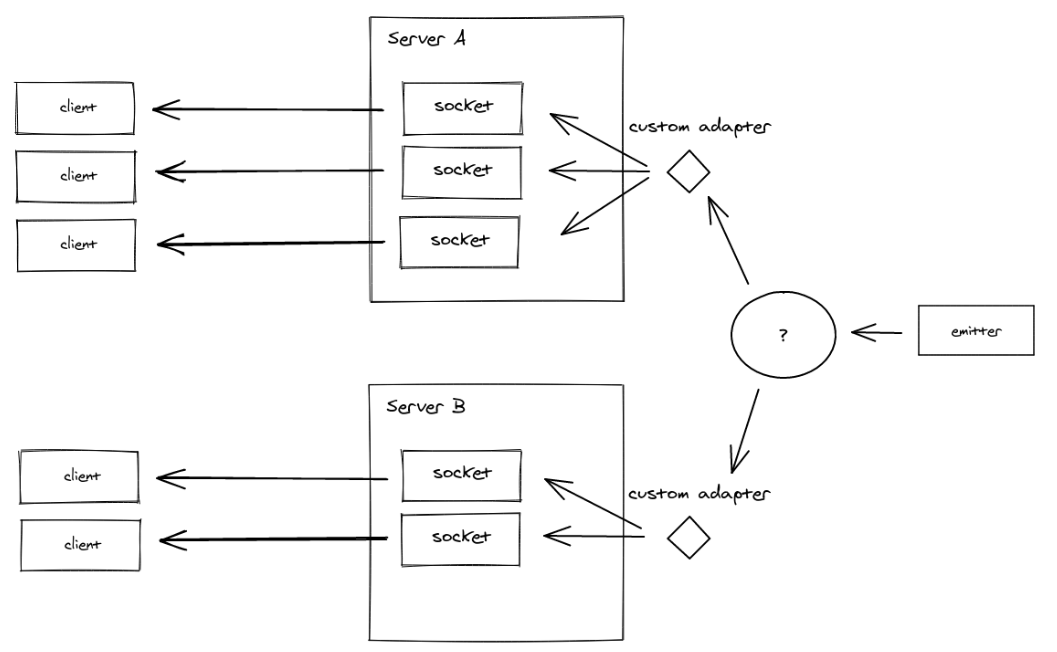 Server A
client
socket
custom adapter
client
socket
client
socket
?
emitter
Server B
client
socket
custom adapter
client
socket